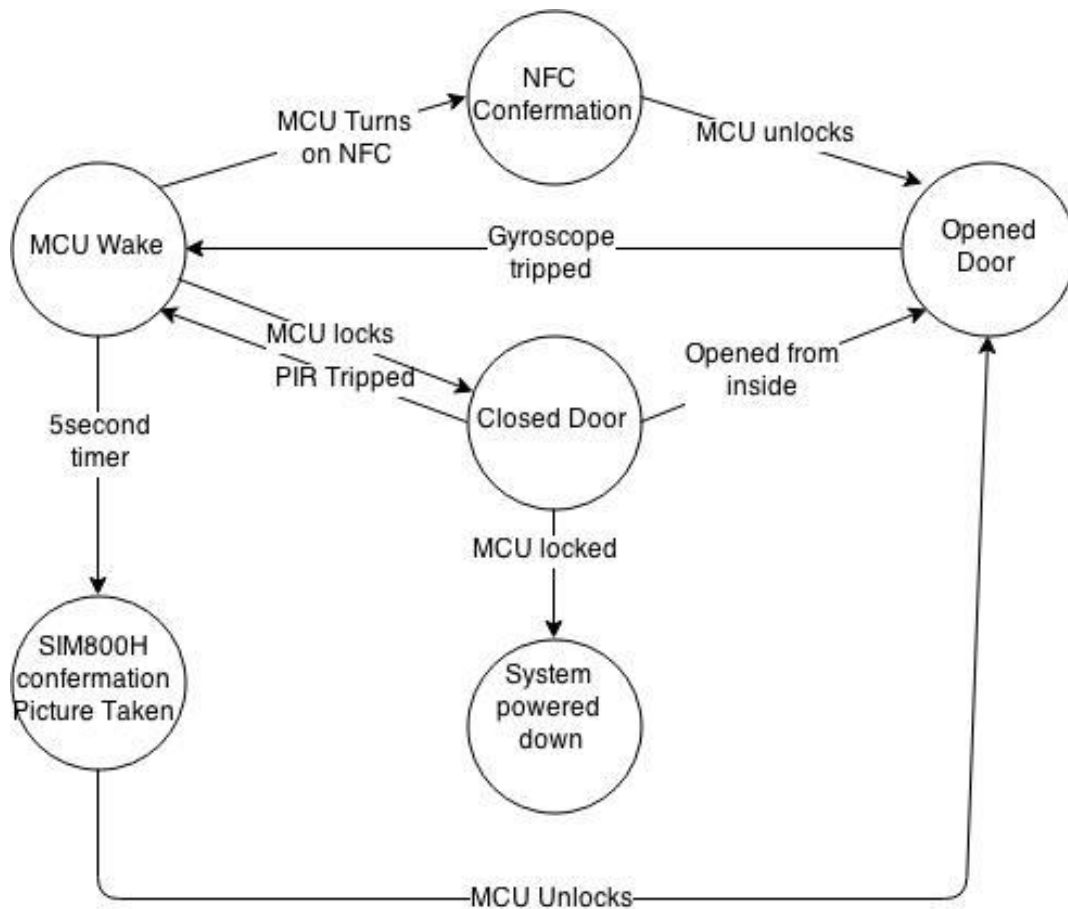 NFC
Confermation
MCU Turns
on NFC
MCU unlocks
MCU Wake
Gyroscope
tripped
Opened
Door
MCU locks
PIR Tripped
Opened from
inside
Closed Door
5second
timer
MCU locked
SIM800H
confermation
Picture Taken
System
powered
down
MCU Unlocks